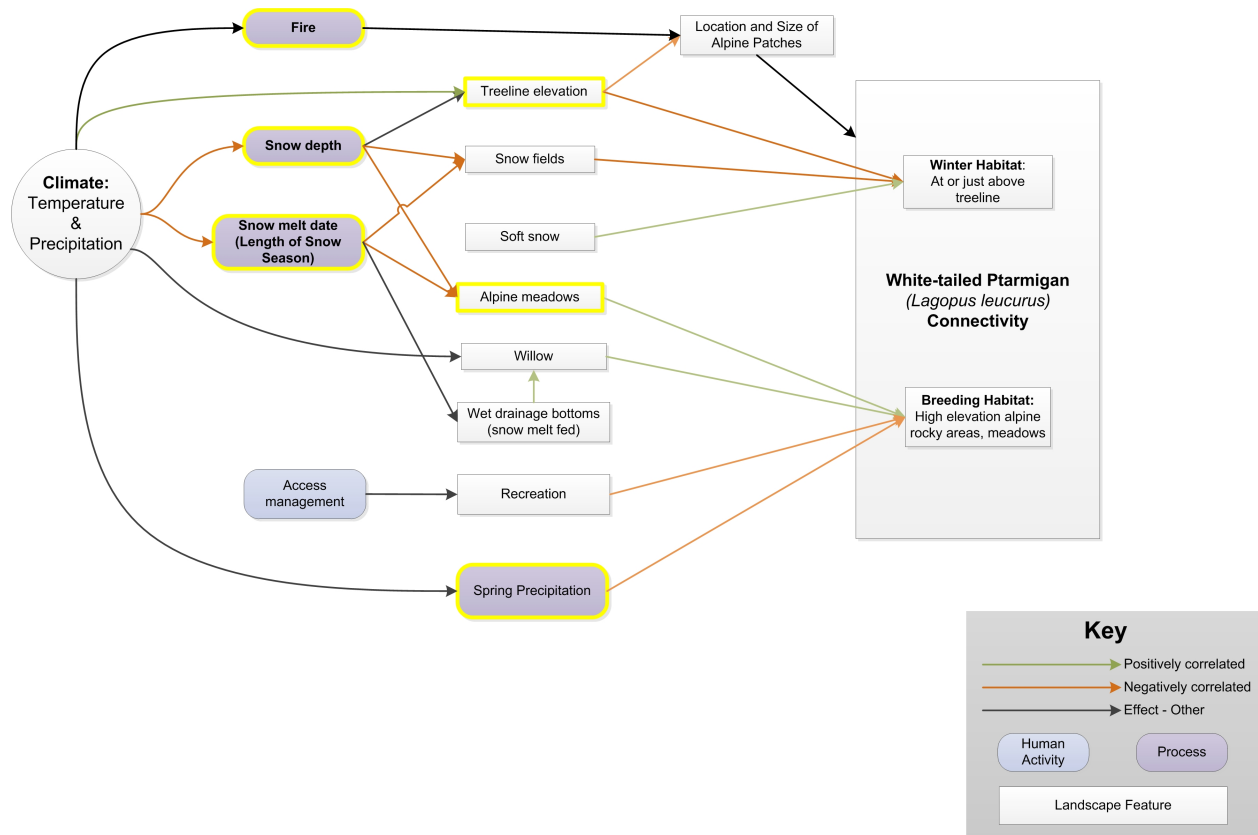 Fire
Location and Size of
Alpine Patches
Treeline elevation
Snow depth
Snow fields
Winter Habitat:
At or just above
treeline
Climate:
Temperature
&
Precipitation
Snow melt date
(Length of Snow
Season)
Soft snow
White-tailed Ptarmigan
(Lagopus leucurus)
Connectivity
Alpine meadows
Willow
Wet drainage bottoms
(snow melt fed)
Breeding Habitat:
High elevation alpine
rocky areas, meadows
Access
management
Recreation
Spring Precipitation
Key
Positively correlated
Negatively correlated
Effect - Other
Human
Activity
Process
Landscape Feature